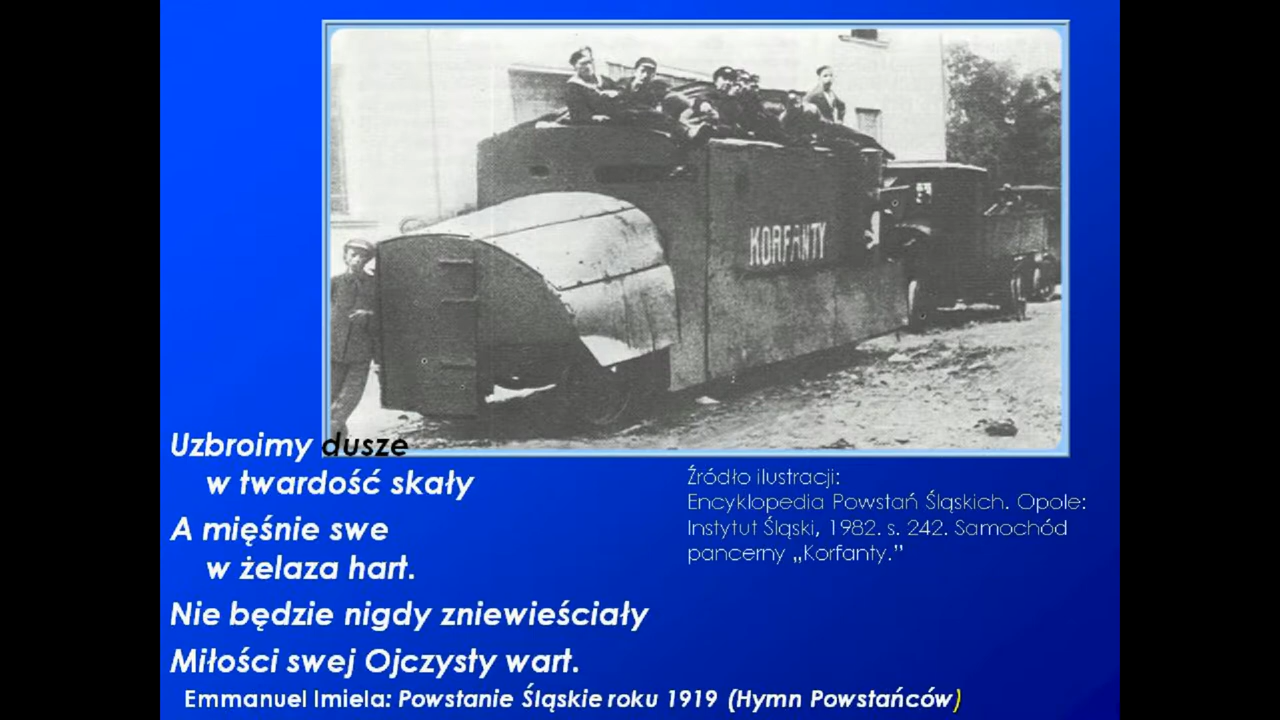 KORFANTY
Uzbroimy dusze
w twardość skały
A mięśnie swe
w żelaza hart.
Nie będzie nigdy zniewieściały
Miłości swej Ojczysty wart.
Emmanuel Imiela: Powstanie Śląskie roku 1919 (Hymn Powstańców)
Źródło ilustracji:
Encyklopedia Powstań Śląskich. Opole:
Instytut Śląski, 1982. s. 242. Samochód
pancerny „Korfanty.”